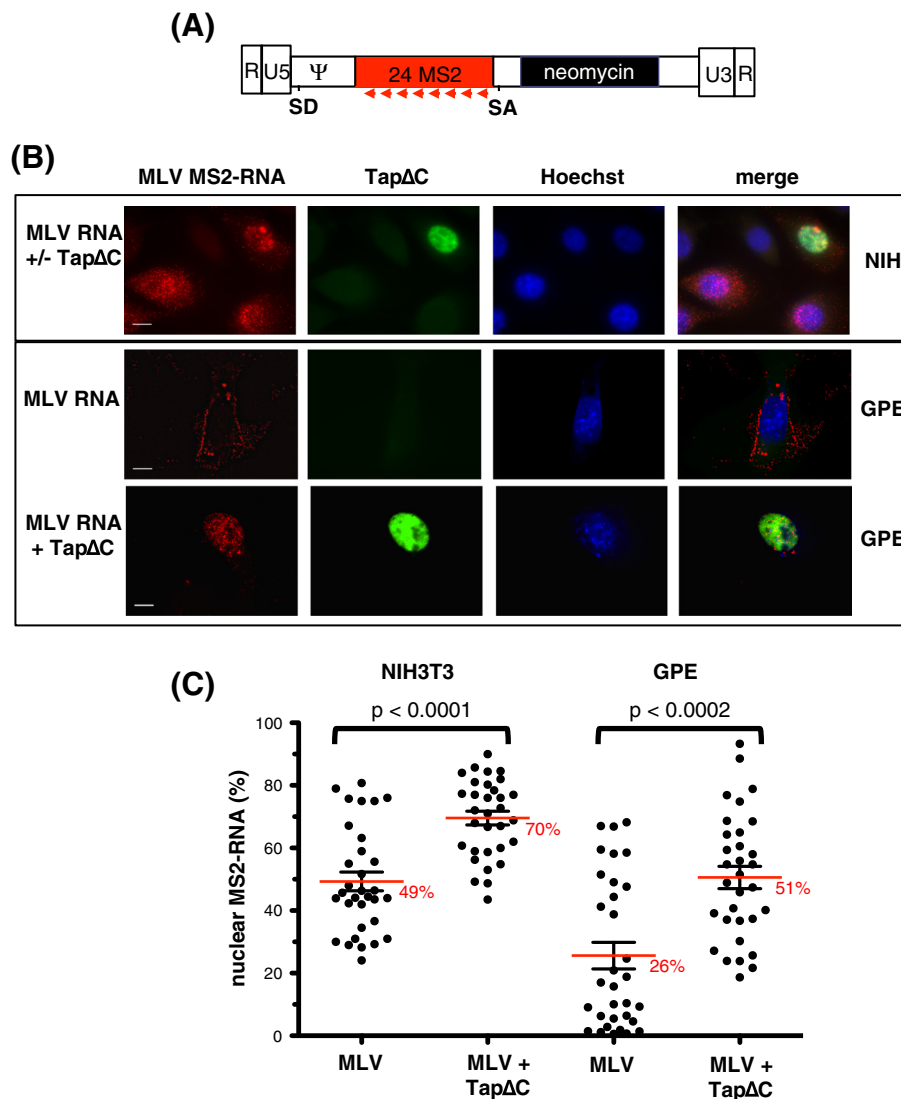 (A)
R U5 Ψ 24 MS2 neomycin U3 R
SD SA
(B)
MLV MS2-RNA TapΔC Hoechst merge
MLV RNA
+/- TapΔC
NIH
MLV RNA
GPE
MLV RNA
+ TapΔC
GPE
(C)
NIH3T3 GPE
p < 0.0001 p < 0.0002
nuclear MS2-RNA (%)
100
80
60
40
20
0
49%
70%
26%
51%
MLV
MLV +
TapΔC
MLV
MLV +
TapΔC